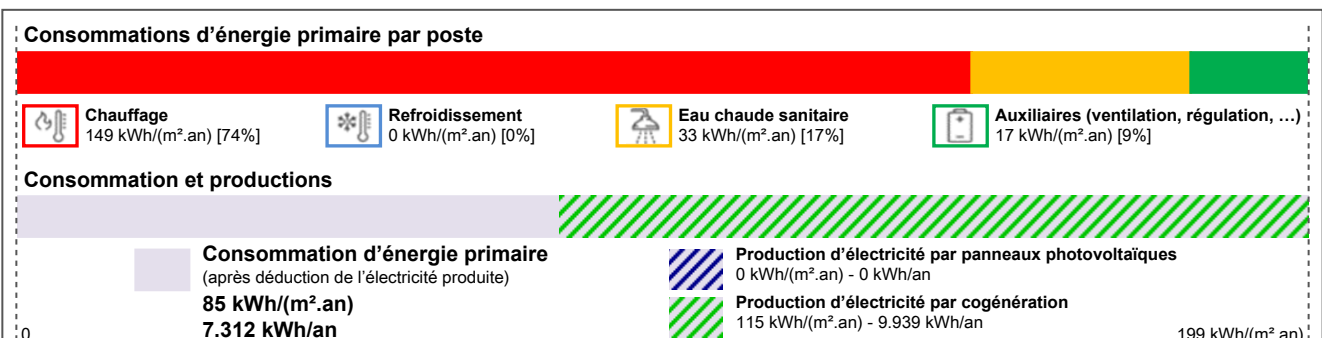 Consommations d’énergie primaire par poste
Chauffage
149 kWh/(m².an) [74%]
Refroidissement
0 kWh/(m².an) [0%]
Eau chaude sanitaire
33 kWh/(m².an) [17%]
Auxiliaires (ventilation, régulation, …)
17 kWh/(m².an) [9%]
Consommation et productions
Consommation d’énergie primaire
(après déduction de l’électricité produite)
85 kWh/(m².an)
7.312 kWh/an
Production d’électricité par panneaux photovoltaïques
0 kWh/(m².an) - 0 kWh/an
Production d’électricité par cogénération
115 kWh/(m².an) - 9.939 kWh/an
0
199 kWh/(m².an)